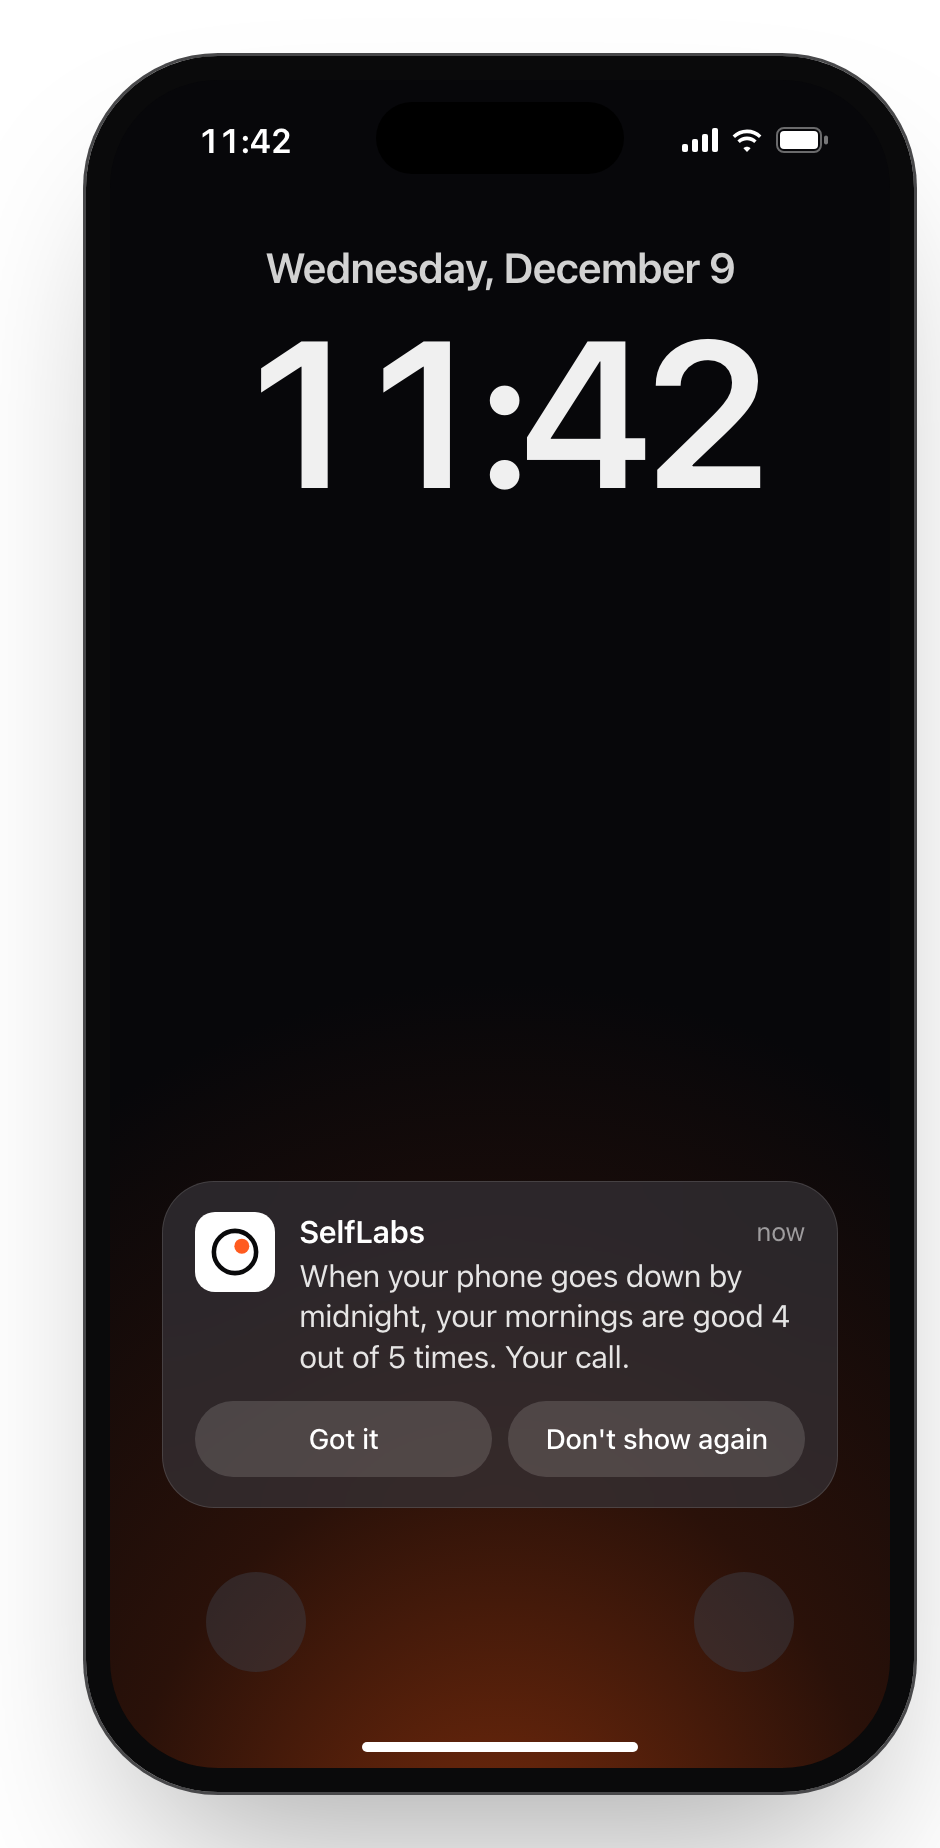 11:42
Wednesday, December 9
11:42
SelfLabs now
When your phone goes down by
midnight, your mornings are good 4
out of 5 times. Your call.
Got it Don't show again